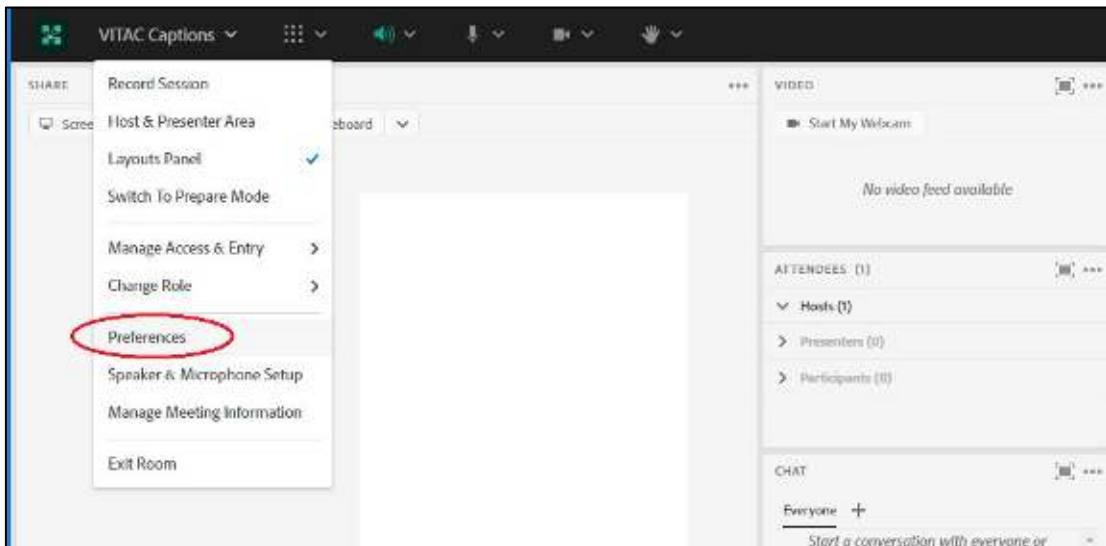 VITAC Captions
SHARE
Record Session
Host & Presenter Area
Layouts Panel
Switch To Prepare Mode
Manage Access & Entry
Change Role
Preferences
Speaker & Microphone Setup
Manage Meeting Information
Exit Room
VIDEO
Start My Webcam
No video feed available
ATTENDEES (1)
Hosts (1)
Presenters (0)
Participants (0)
CHAT
Everyone
Start a conversation with everyone or